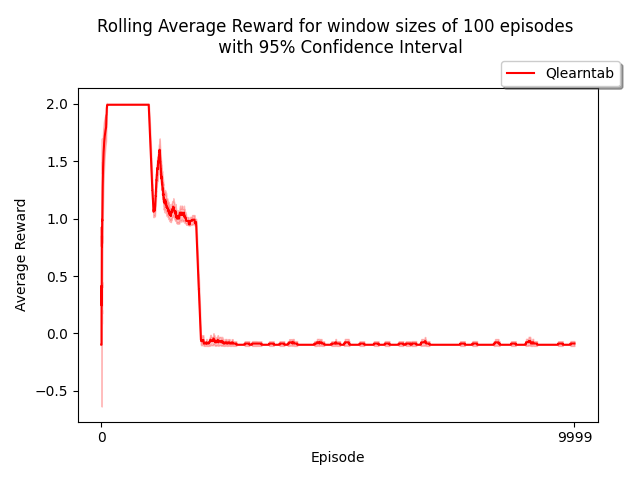 Rolling Average Reward for window sizes of 100 episodes
with 95% Confidence Interval
Qlearntab
2.0
1.5
1.0
0.5
0.0
−0.5
Average Reward
0
9999
Episode